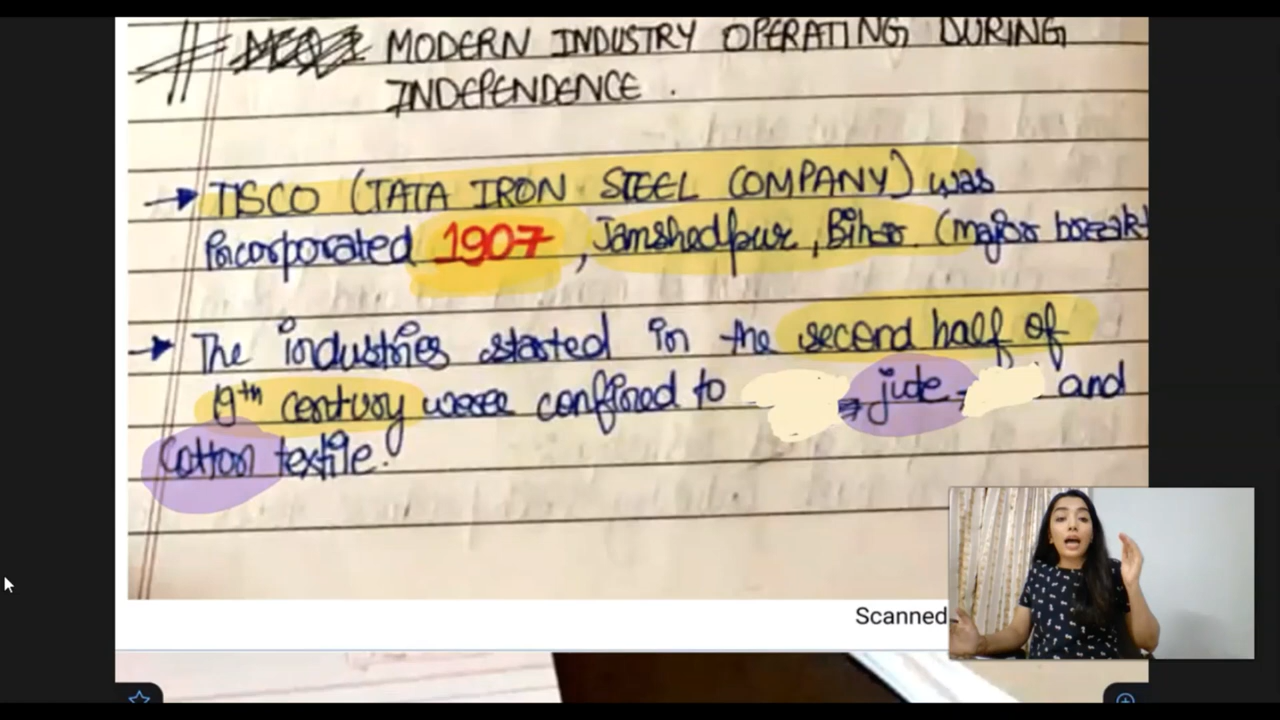 # MODERN INDUSTRY OPERATING DURING
INDEPENDENCE .
→ TISCO (TATA IRON STEEL COMPANY) was
incorporated 1907 , Jamshedpur , Bihar (major break
→ The industries started in the second half of
19th century were confined to jute - and
Cotton textile.
Scanned